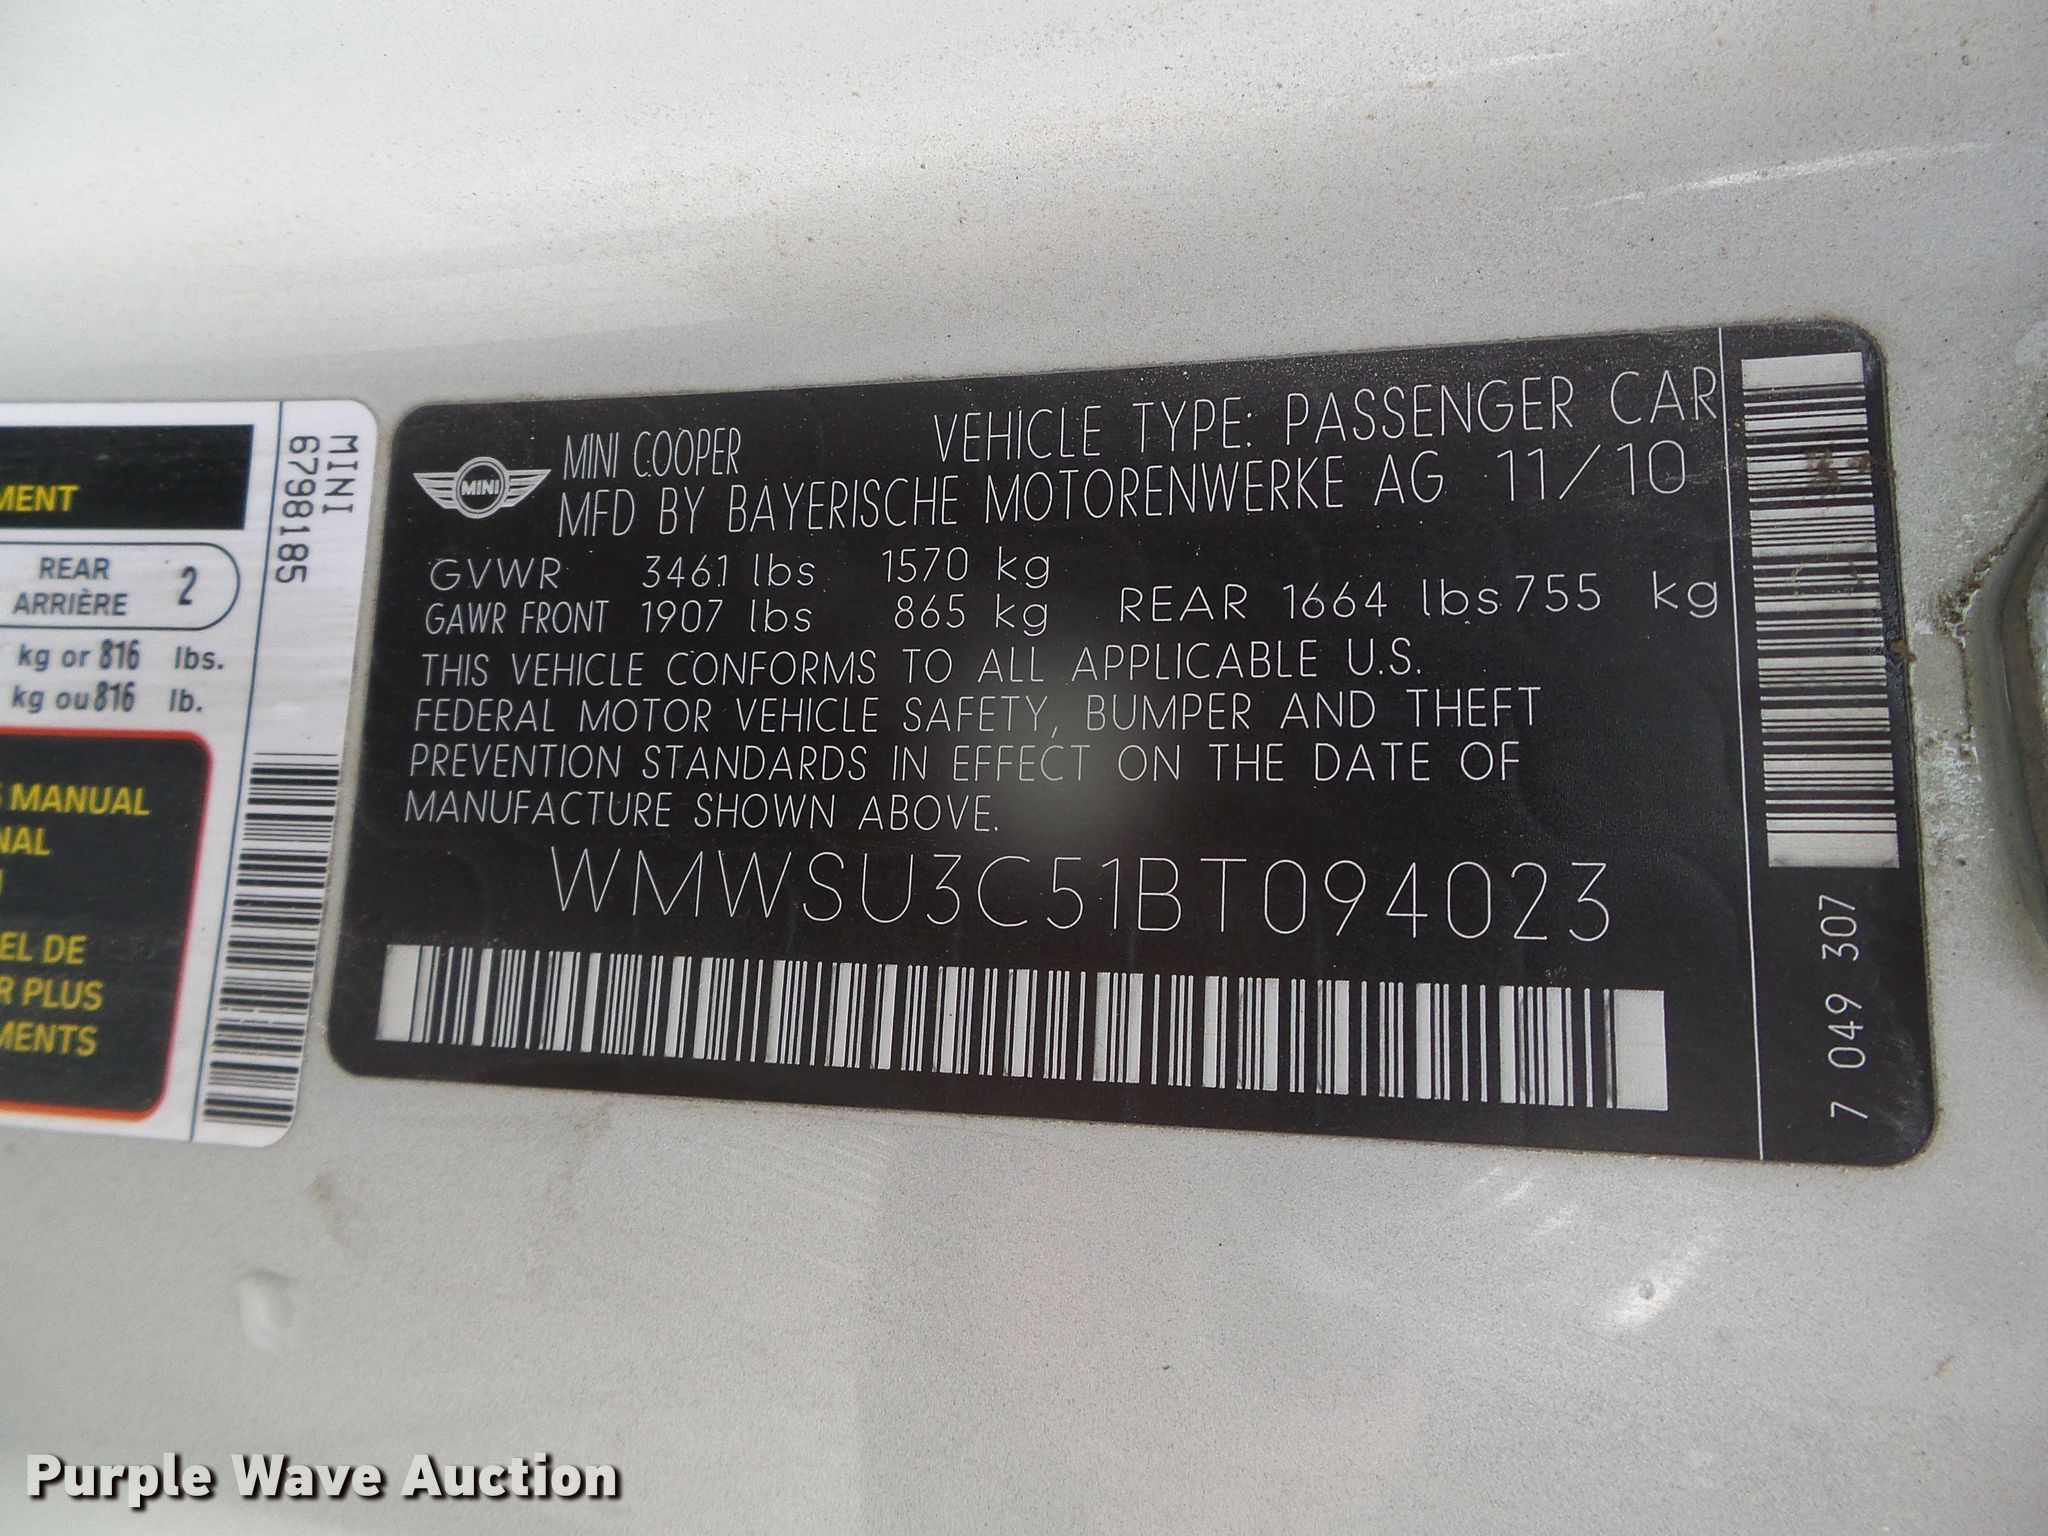 MENT
REAR
ARRIÈRE 2
kg or 816 lbs.
kg ou 816 lb.
S MANUAL
NAL
EL DE
R PLUS
MENTS
MINI
6798185
MINI
MINI COOPER VEHICLE TYPE: PASSENGER CAR
MFD BY BAYERISCHE MOTORENWERKE AG 11/10
GVWR 3461 lbs 1570 kg
GAWR FRONT 1907 lbs 865 kg REAR 1664 lbs 755 kg
THIS VEHICLE CONFORMS TO ALL APPLICABLE U.S.
FEDERAL MOTOR VEHICLE SAFETY, BUMPER AND THEFT
PREVENTION STANDARDS IN EFFECT ON THE DATE OF
MANUFACTURE SHOWN ABOVE.
WMWSU3C51BT094023
7 049 307
Purple Wave Auction